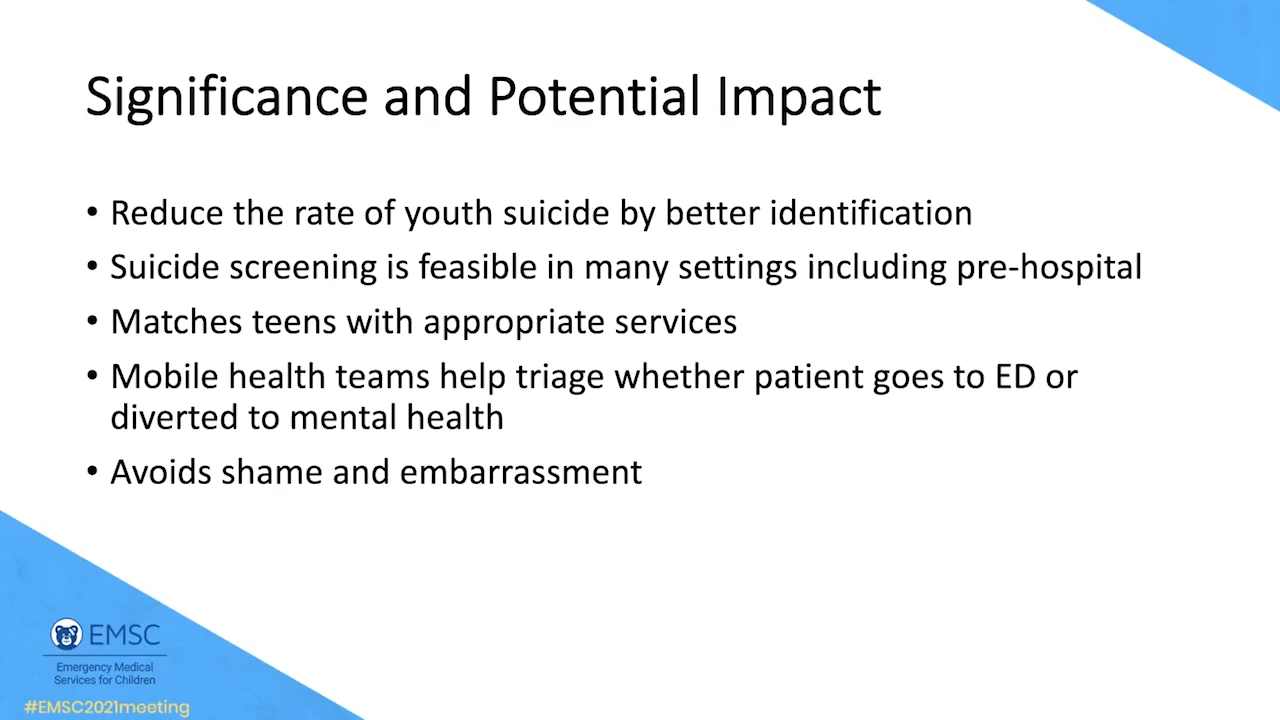 Significance and Potential Impact
• Reduce the rate of youth suicide by better identification
• Suicide screening is feasible in many settings including pre-hospital
• Matches teens with appropriate services
• Mobile health teams help triage whether patient goes to ED or
diverted to mental health
• Avoids shame and embarrassment
EMSC
Emergency Medical
Services for Children
#EMSC2021meeting